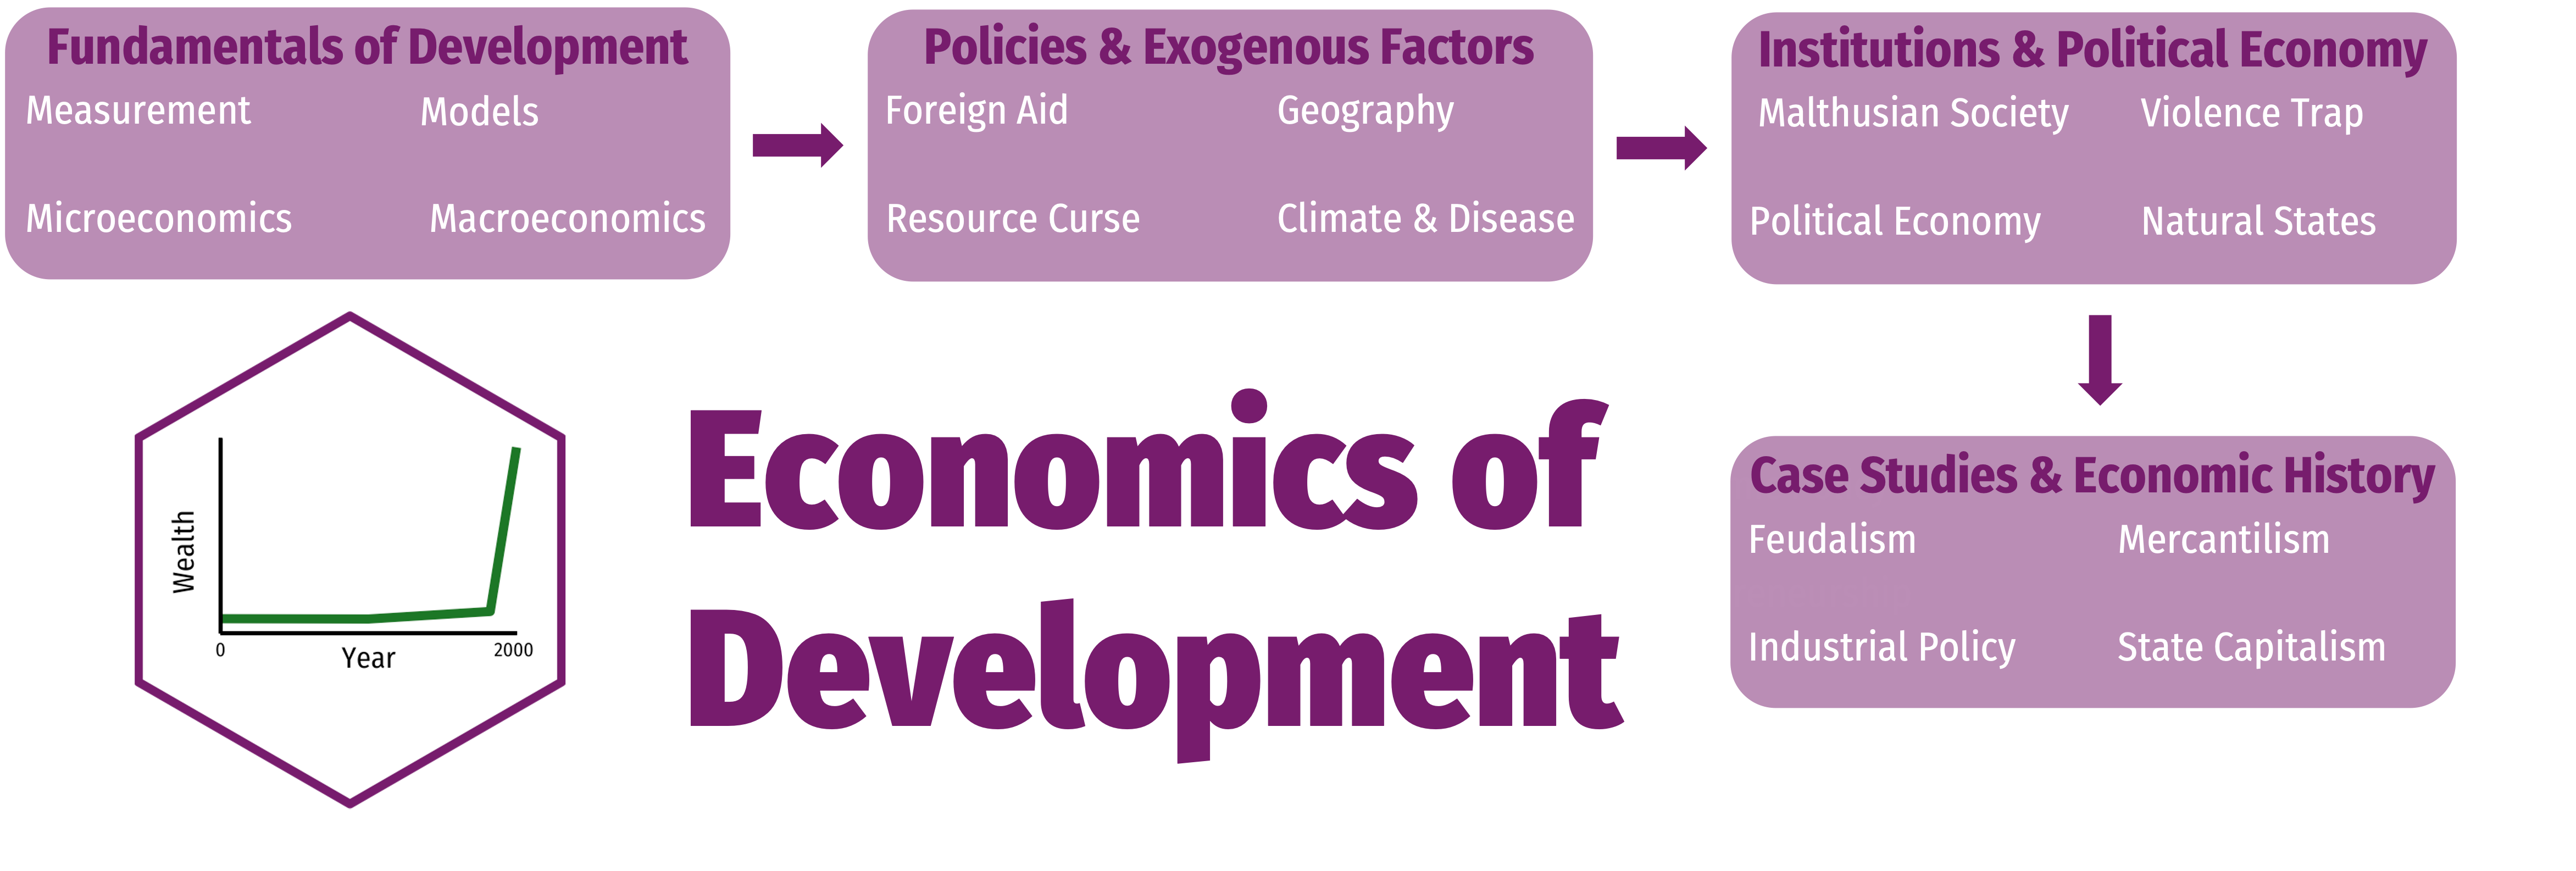 Fundamentals of Development
Measurement Models
Microeconomics Macroeconomics
Policies & Exogenous Factors
Foreign Aid Geography
Resource Curse Climate & Disease
Institutions & Political Economy
Malthusian Society Violence Trap
Political Economy Natural States
Case Studies & Economic History
Feudalism Mercantilism
Industrial Policy State Capitalism
Wealth
0 2000
Year
Economics of
Development